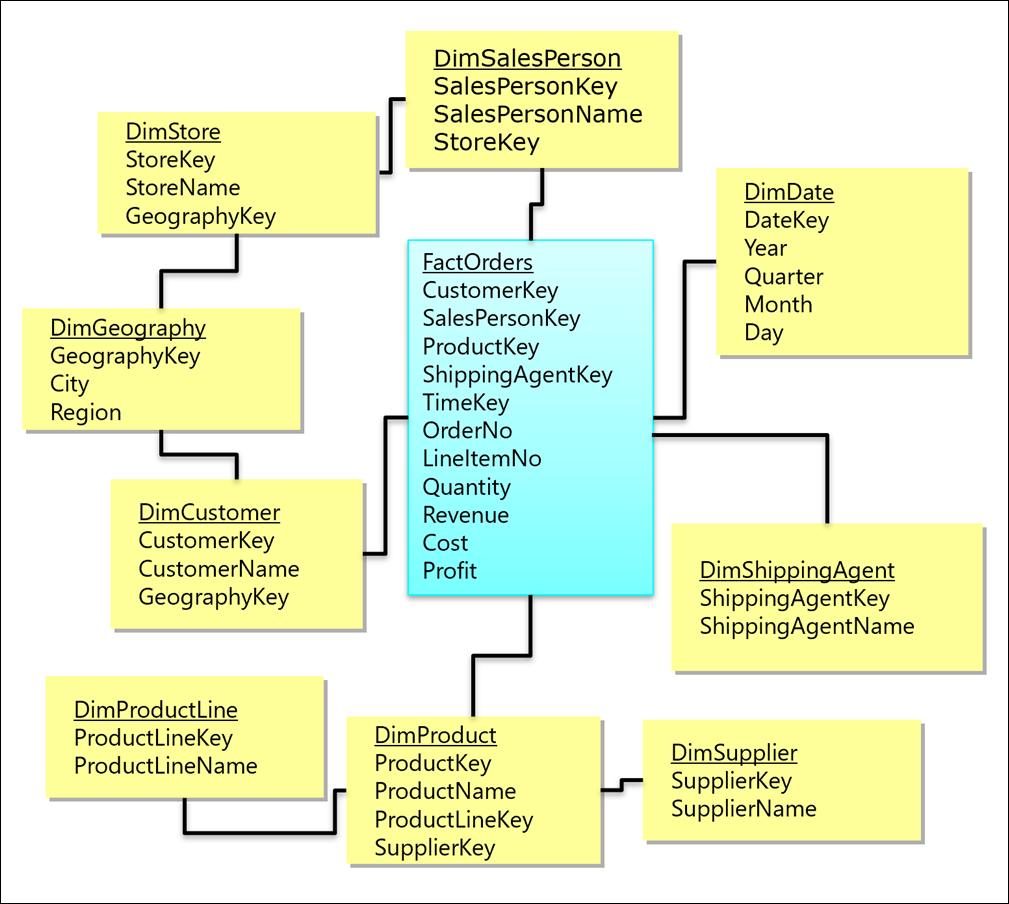 DimSalesPerson
SalesPersonKey
SalesPersonName
StoreKey
DimStore
StoreKey
StoreName
GeographyKey
DimDate
DateKey
Year
Quarter
Month
Day
FactOrders
CustomerKey
SalesPersonKey
ProductKey
ShippingAgentKey
TimeKey
OrderNo
LineItemNo
Quantity
Revenue
Cost
Profit
DimGeography
GeographyKey
City
Region
DimCustomer
CustomerKey
CustomerName
GeographyKey
DimShippingAgent
ShippingAgentKey
ShippingAgentName
DimProductLine
ProductLineKey
ProductLineName
DimProduct
ProductKey
ProductName
ProductLineKey
SupplierKey
DimSupplier
SupplierKey
SupplierName